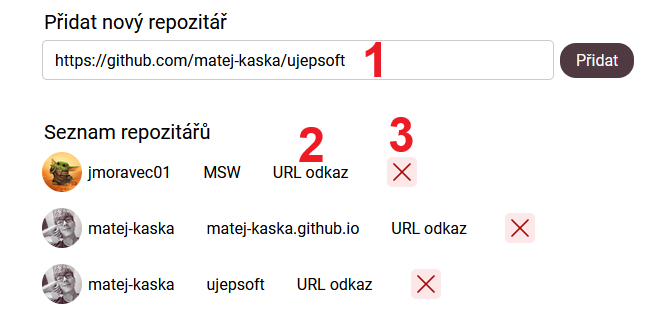 Přidat nový repozitář
https://github.com/matej-kaska/ujepsoft 1 Přidat
Seznam repozitářů 2 3
jmoravec01 MSW URL odkaz
matej-kaska matej-kaska.github.io URL odkaz
matej-kaska ujepsoft URL odkaz